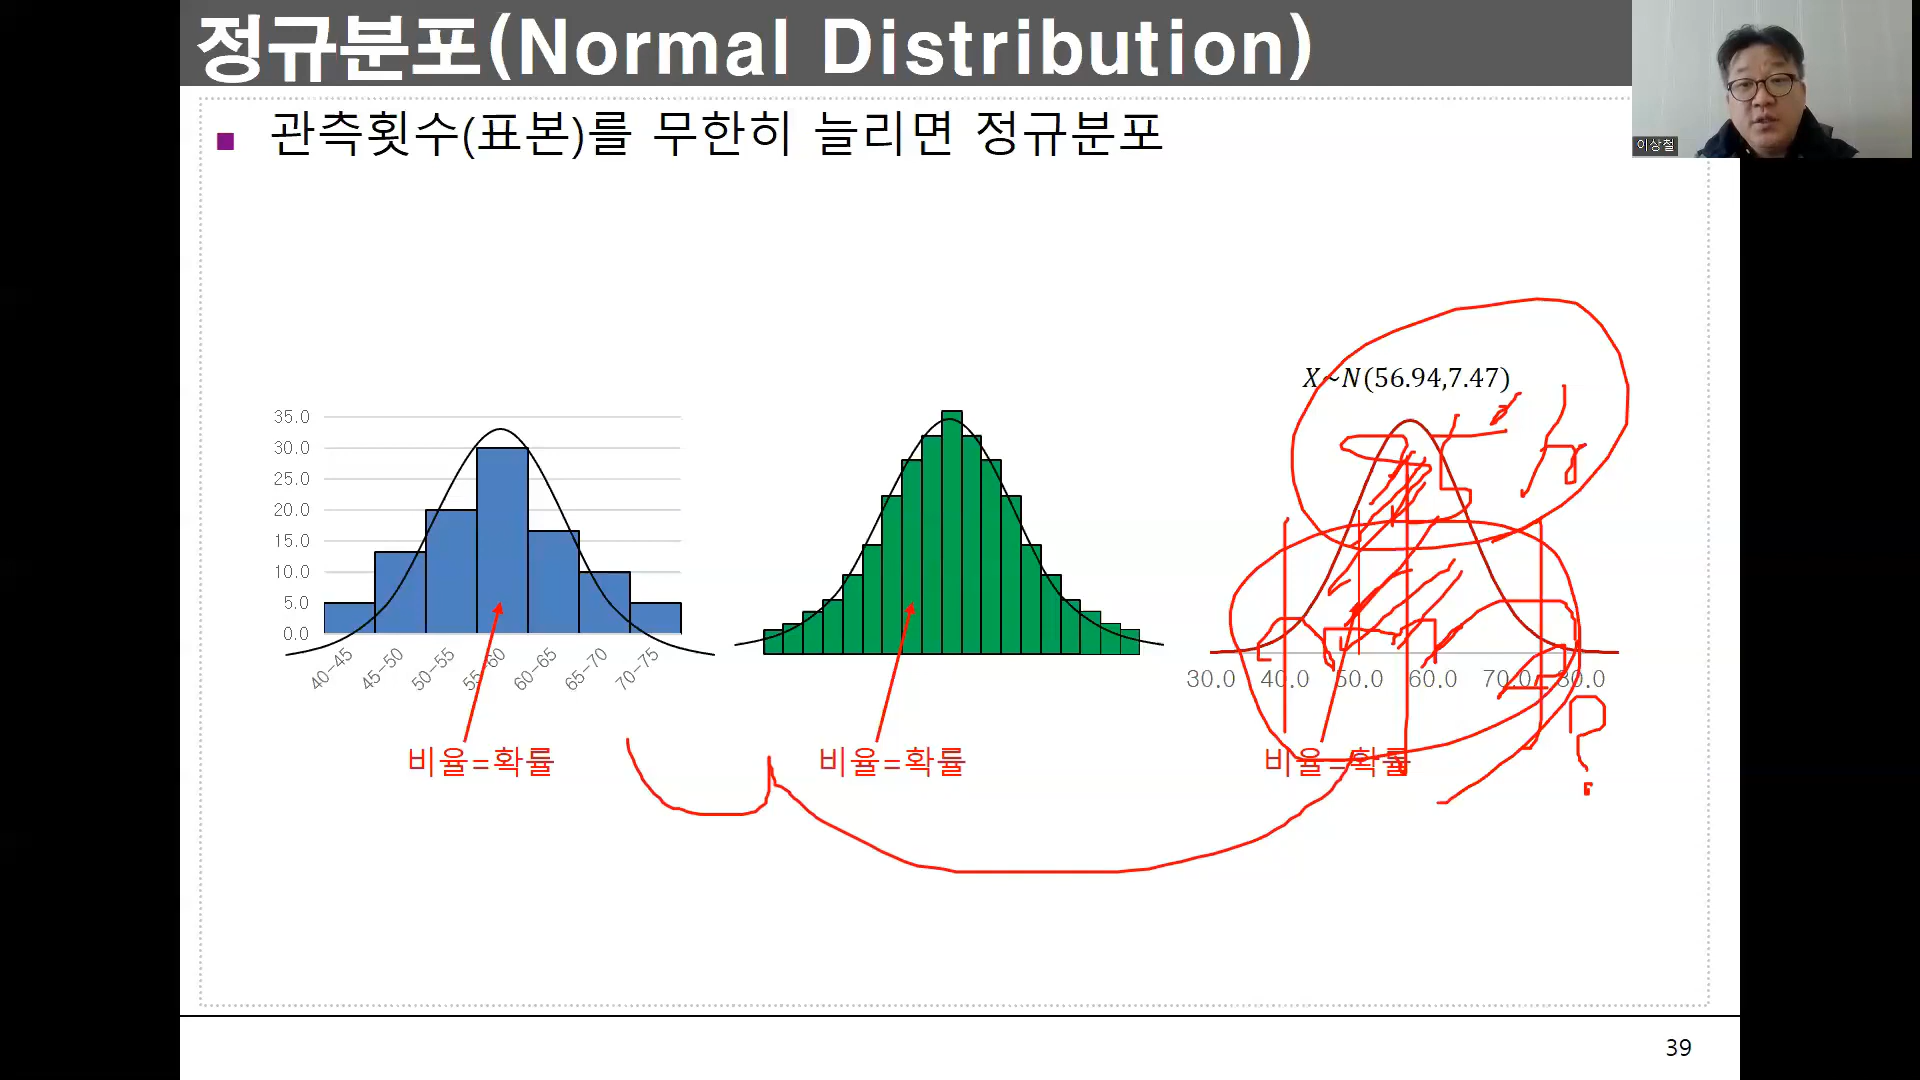 정규분포(Normal Distribution)
이상철
■ 관측횟수(표본)를 무한히 늘리면 정규분포
X~N(56.94,7.47)
35.0
30.0
25.0
20.0
15.0
10.0
5.0
0.0
40-45 45-50 50-55 55-60 60-65 65-70 70-75
30.0 40.0 50.0 60.0 70.0 80.0
비율=확률 비율=확률 비율=확률
?
39